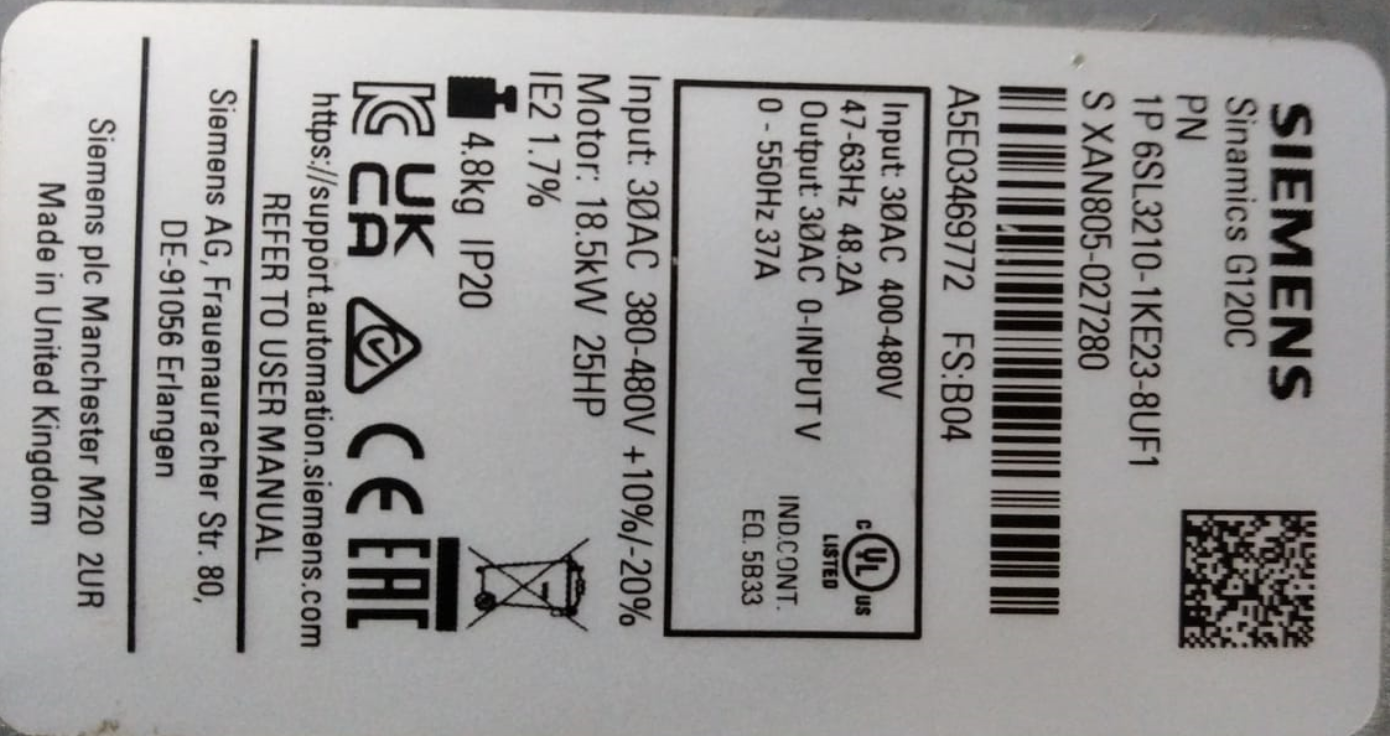 SIEMENS
Sinamics G120C
PN
1P 6SL3210-1KE23-8UF1
S XAN805-027280
A5E03469772 FS:B04
Input: 3ØAC 400-480V
47-63Hz 48.2A
Output: 3ØAC 0-INPUT V
0 - 550Hz 37A
c UL us
LISTED
IND.CONT.
EQ. 5B33
Input: 3ØAC 380-480V +10%/-20%
Motor: 18.5kW 25HP
IE2 1.7%
4.8kg IP20
UK
CA
CE
EAC
https://support.automation.siemens.com
REFER TO USER MANUAL
Siemens AG, Frauenauracher Str. 80,
DE-91056 Erlangen
Siemens plc Manchester M20 2UR
Made in United Kingdom